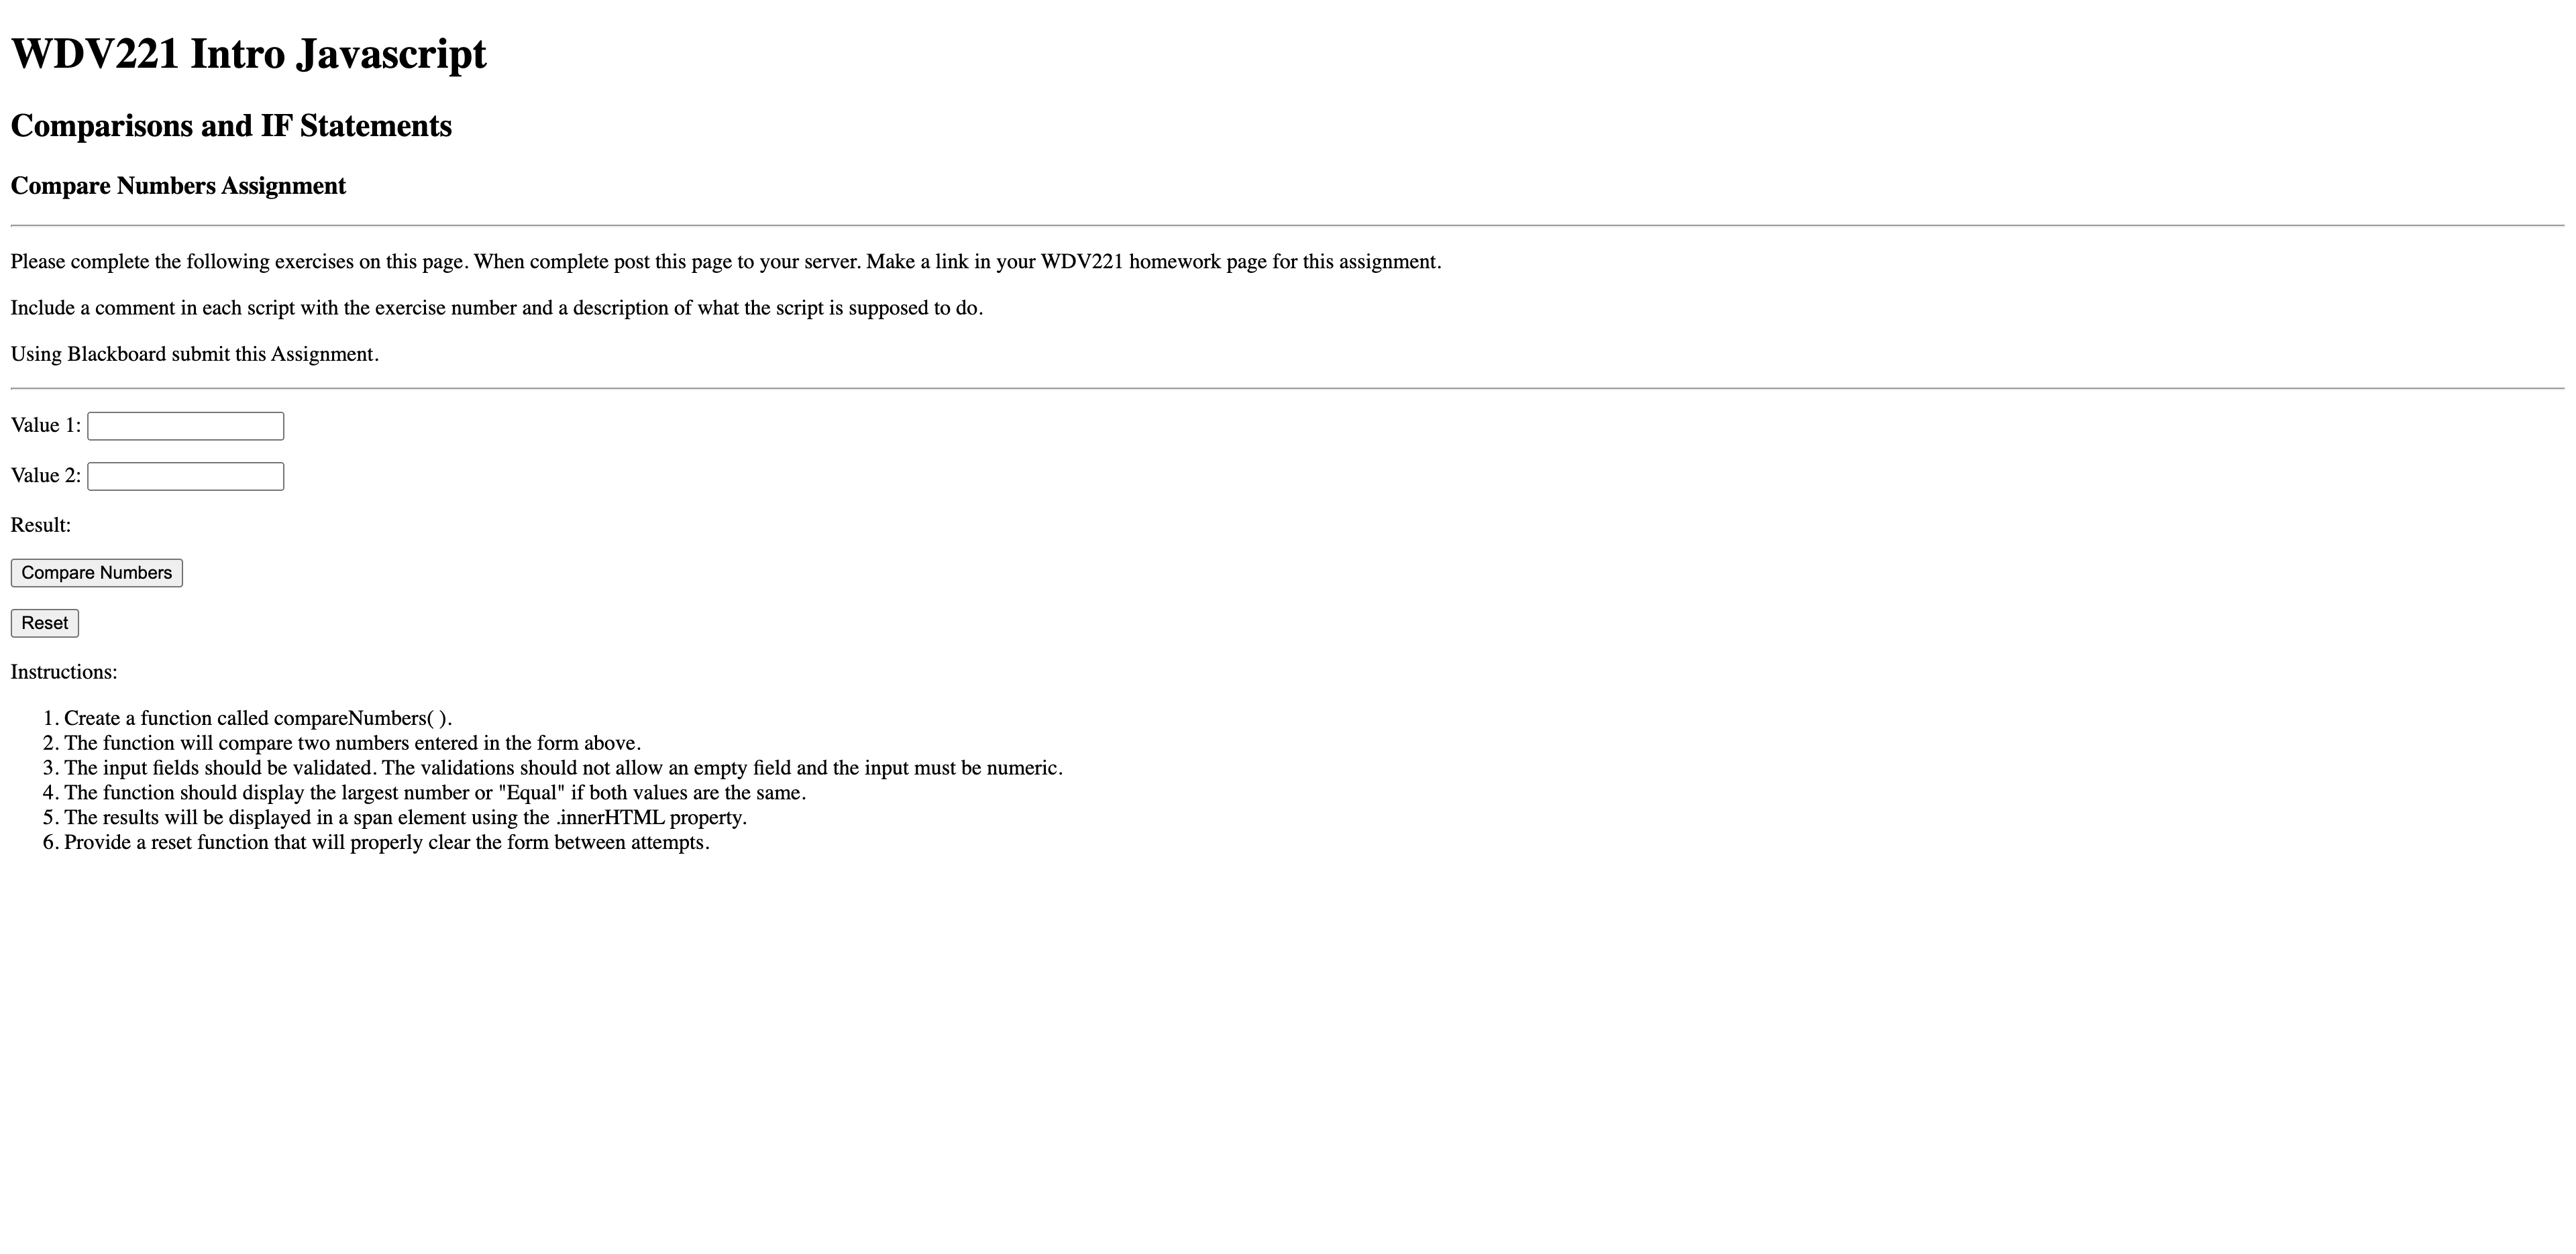 WDV221 Intro Javascript
Comparisons and IF Statements
Compare Numbers Assignment
Please complete the following exercises on this page. When complete post this page to your server. Make a link in your WDV221 homework page for this assignment.
Include a comment in each script with the exercise number and a description of what the script is supposed to do.
Using Blackboard submit this Assignment.
Value 1:
Value 2:
Result:
Compare Numbers
Reset
Instructions:
1. Create a function called compareNumbers( ).
2. The function will compare two numbers entered in the form above.
3. The input fields should be validated. The validations should not allow an empty field and the input must be numeric.
4. The function should display the largest number or "Equal" if both values are the same.
5. The results will be displayed in a span element using the .innerHTML property.
6. Provide a reset function that will properly clear the form between attempts.